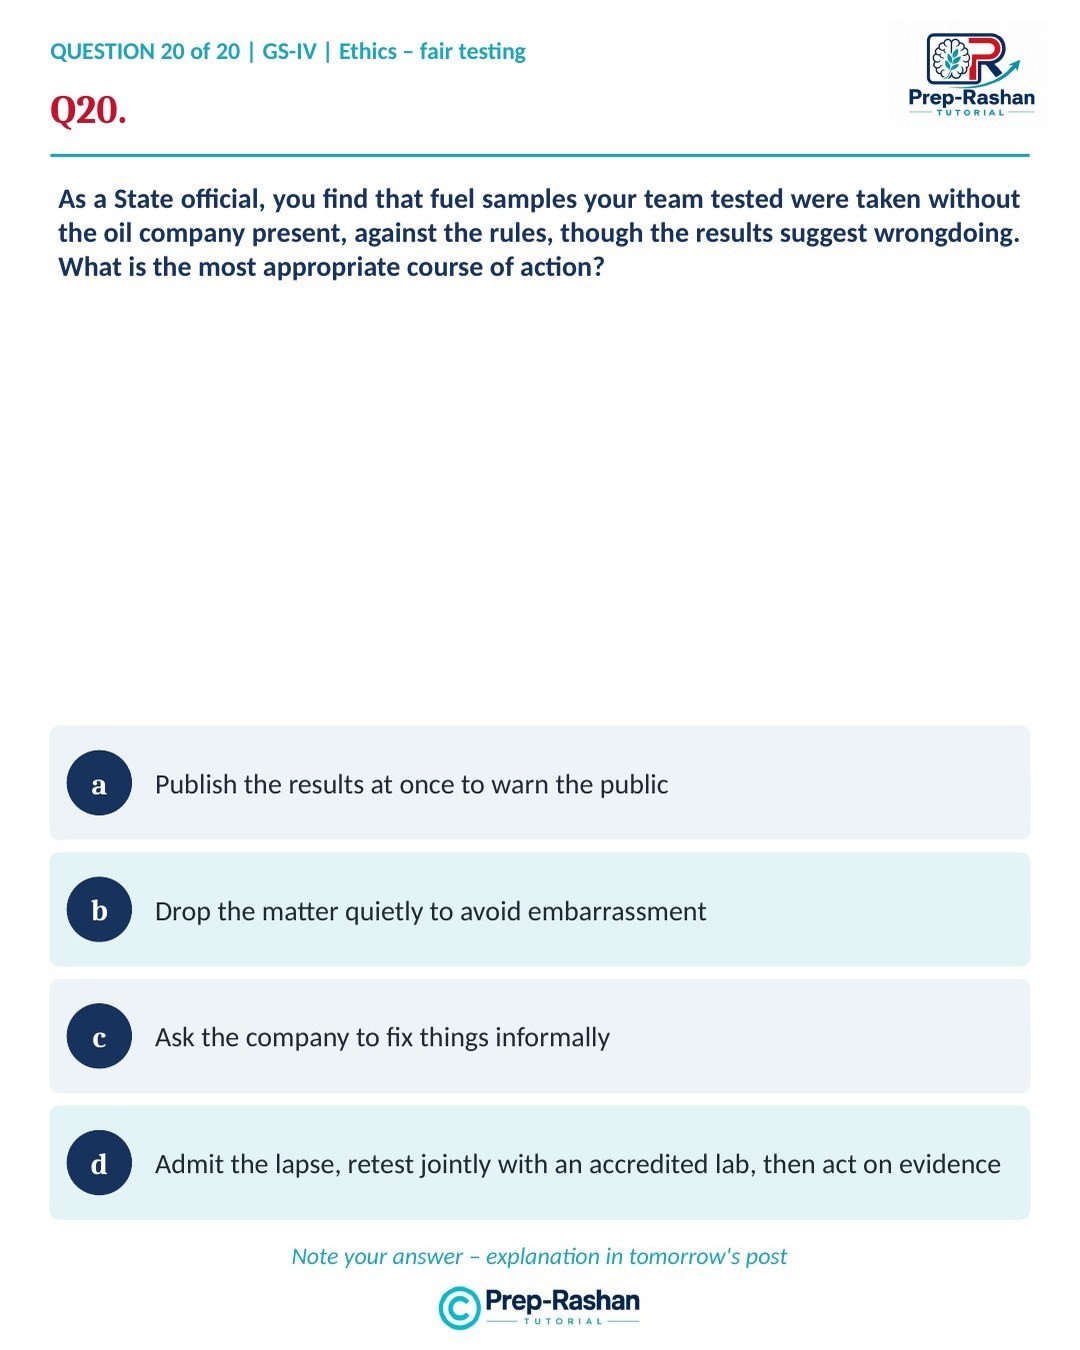 QUESTION 20 of 20 | GS-IV | Ethics – fair testing
Prep-Rashan
TUTORIAL
Q20.
As a State official, you find that fuel samples your team tested were taken without
the oil company present, against the rules, though the results suggest wrongdoing.
What is the most appropriate course of action?
a Publish the results at once to warn the public
b Drop the matter quietly to avoid embarrassment
c Ask the company to fix things informally
d Admit the lapse, retest jointly with an accredited lab, then act on evidence
Note your answer – explanation in tomorrow's post
© Prep-Rashan
TUTORIAL